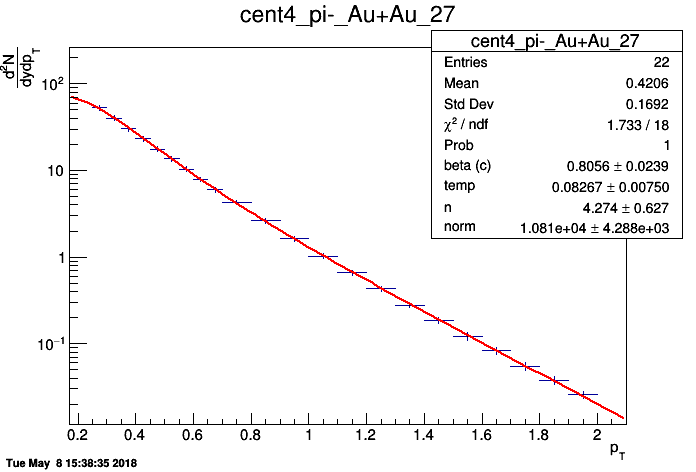 cent4_pi-_Au+Au_27
d²N
dydp_T
cent4_pi-_Au+Au_27
Entries 22
Mean 0.4206
Std Dev 0.1692
χ² / ndf 1.733 / 18
Prob 1
beta (c) 0.8056 ± 0.0239
temp 0.08267 ± 0.00750
n 4.274 ± 0.627
norm 1.081e+04 ± 4.288e+03
10²
10
1
10⁻¹
0.2 0.4 0.6 0.8 1 1.2 1.4 1.6 1.8 2
p_T
Tue May 8 15:38:35 2018